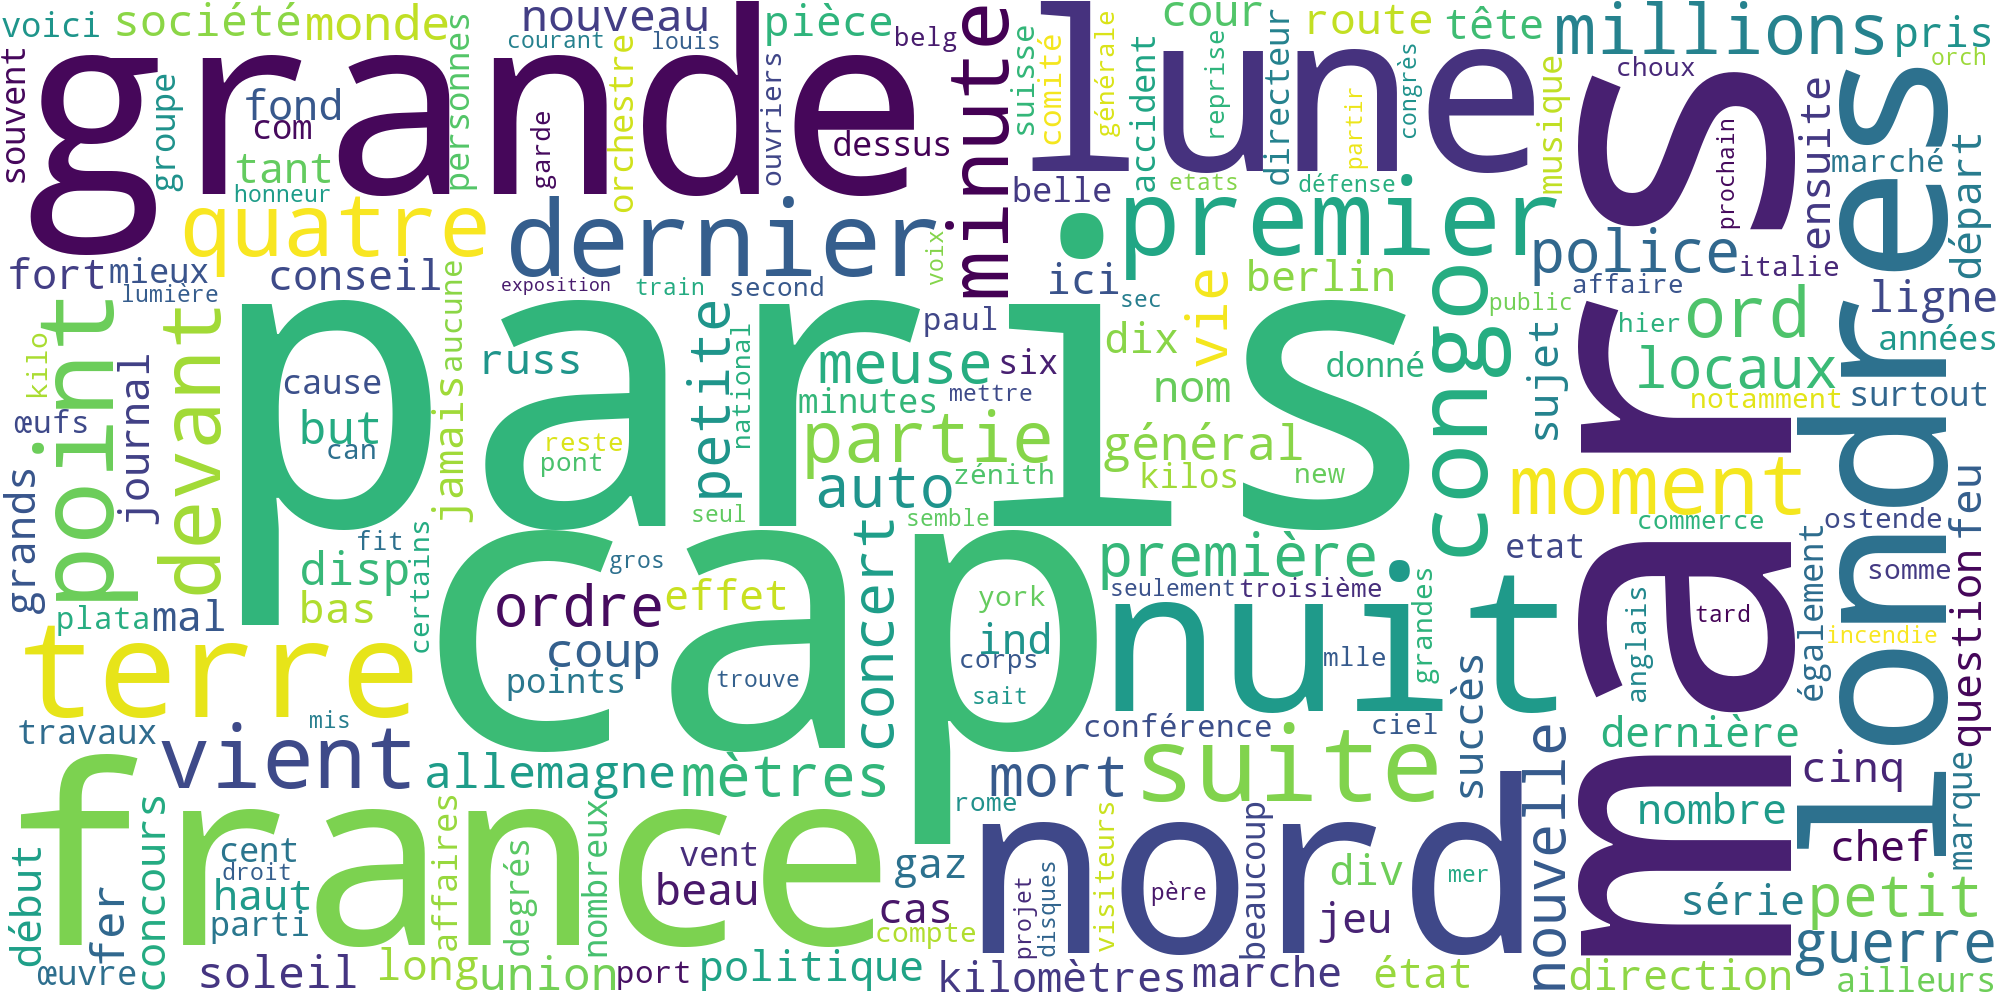 voici
société
monde
nouveau
courant
louis
pièce
belg
cour
route
tête
millions
pris
orch
souvent
grande
groupe
fond
com
tant
honneur
personnes
garde
orchestre
ouvriers
dessus
minute
lune
suisse
comité
générale
accident
reprise
directeur
partir
congrès
musique
choux
prochain
ensuite
marché
départ
mars
londres
belle
etats
défense
quatre
dernier
voix
premier
police
italie
affaire
ligne
années
fort
mieux
lumière
conseil
aucune
exposition
train
second
ici
sec
berlin
vie
congo
public
hier
ord
locaux
notamment
surtout
kilo
point
journal
devant
paris
cause
but
can
jamais
russ
reste
pont
petite
national
paul
meuse
six
minutes
mettre
partie
auto
zénith
dix
nom
général
kilos
new
donné
sujet
moment
œufs
grands
seul
semble
commerce
ostende
feu
etat
somme
également
question
anglais
tard
incendie
fit
disp
bas
certains
cap
gros
ordre
effet
coup
points
trouve
concert
york
ind
corps
sait
première
seulement
troisième
nuit
mlle
grandes
plata
mal
terre
travaux
mis
vient
allemagne
mètres
conférence
ciel
succès
mort
suite
rome
nouvelle
dernière
cinq
marque
nombre
chef
série
petit
guerre
direction
ailleurs
france
début
fer
concours
cent
droit
haut
parti
affaires
degrés
nombreux
vent
beau
gaz
cas
compte
nord
projet
disques
visiteurs
père
beaucoup
div
mer
jeu
œuvre
soleil
long
union
port
politique
kilomètres
marche
état